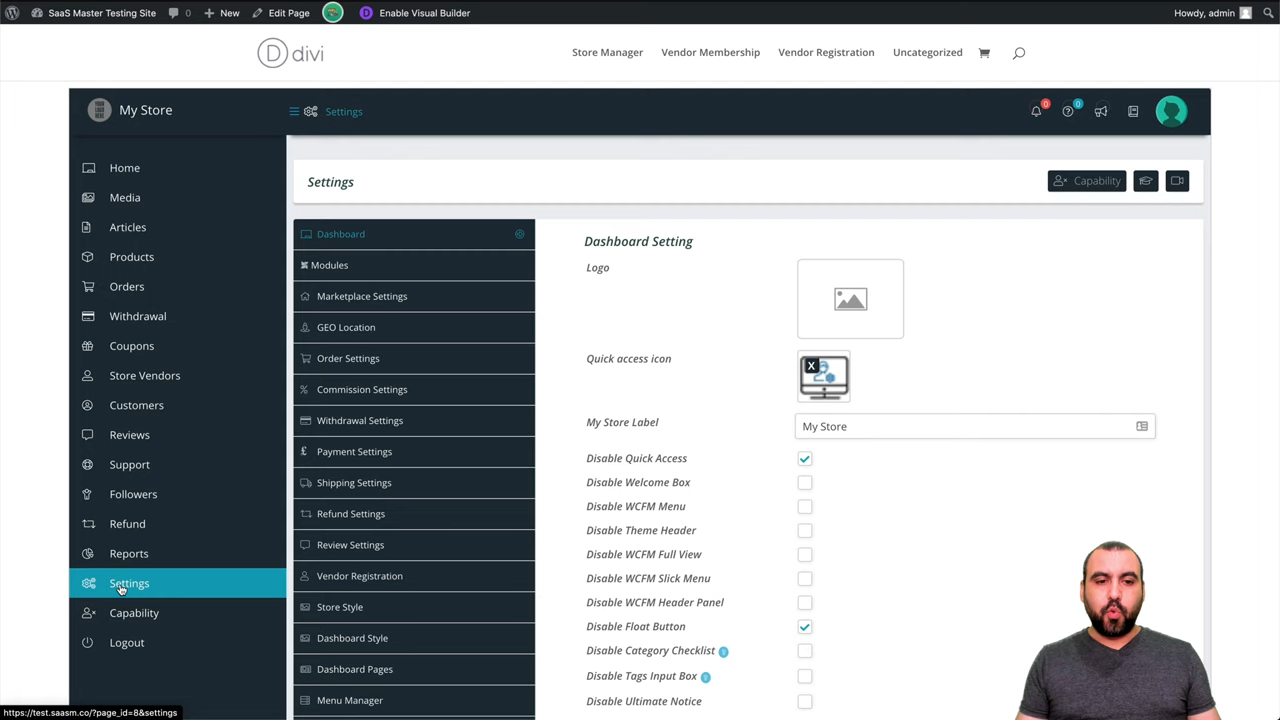 SaaS Master Testing Site 0 New Edit Page Enable Visual Builder Howdy, admin
D divi Store Manager Vendor Membership Vendor Registration Uncategorized
My Store Settings 0 0
Home
Media
Articles
Products
Orders
Withdrawal
Coupons
Store Vendors
Customers
Reviews
Support
Followers
Refund
Reports
Settings
Capability
Logout
Settings Capability
Dashboard
Modules
Marketplace Settings
GEO Location
Order Settings
Commission Settings
Withdrawal Settings
Payment Settings
Shipping Settings
Refund Settings
Review Settings
Vendor Registration
Store Style
Dashboard Style
Dashboard Pages
Menu Manager
Dashboard Setting
Logo
Quick access icon X
My Store Label My Store
Disable Quick Access
Disable Welcome Box
Disable WCFM Menu
Disable Theme Header
Disable WCFM Full View
Disable WCFM Slick Menu
Disable WCFM Header Panel
Disable Float Button
Disable Category Checklist
Disable Tags Input Box
Disable Ultimate Notice
https://test.saasm.co/?page_id=8&settings